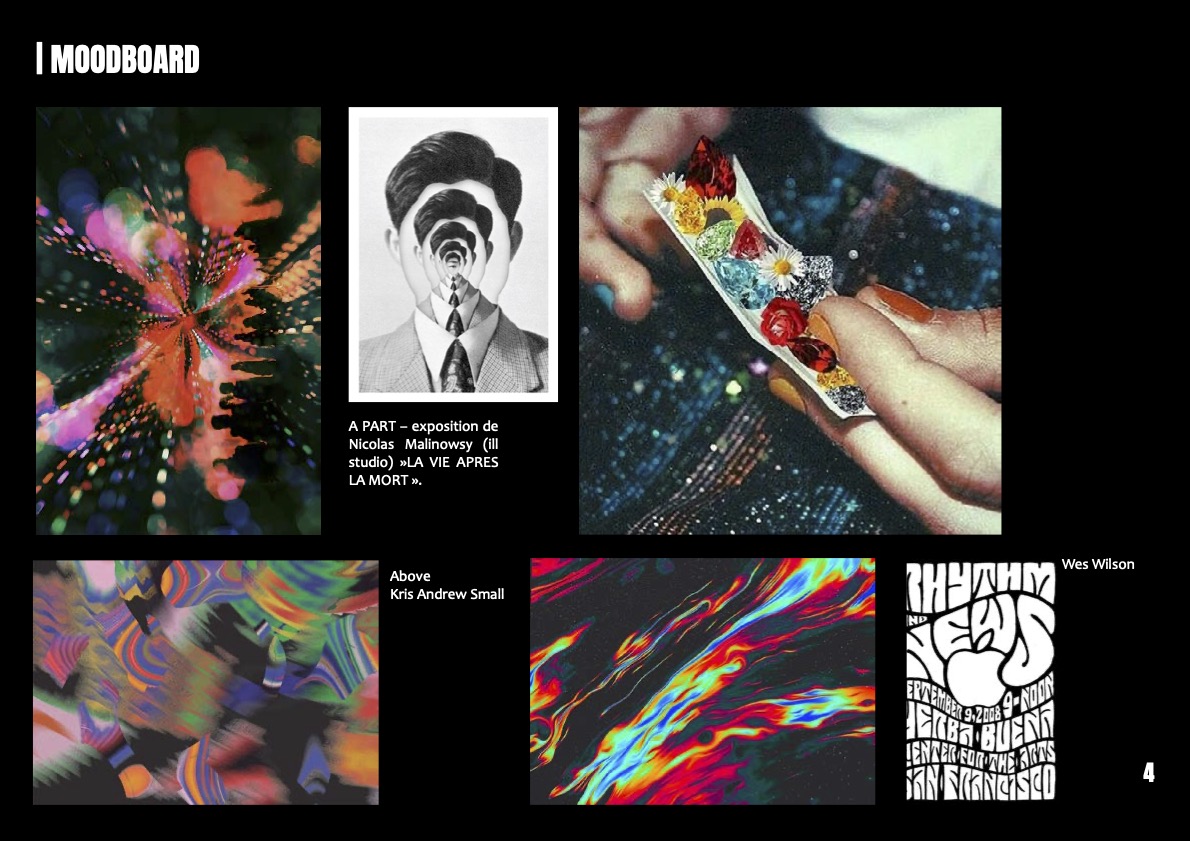 | MOODBOARD
A PART – exposition de
Nicolas Malinowsy (ill
studio) »LA VIE APRES
LA MORT ».
Above
Kris Andrew Small
Wes Wilson
RHYTHM
AND
JEWS
SEPTEMBER 9, 2008 9-NOON
YERBA BUENA
CENTER FOR THE ARTS
SAN FRANCISCO
4